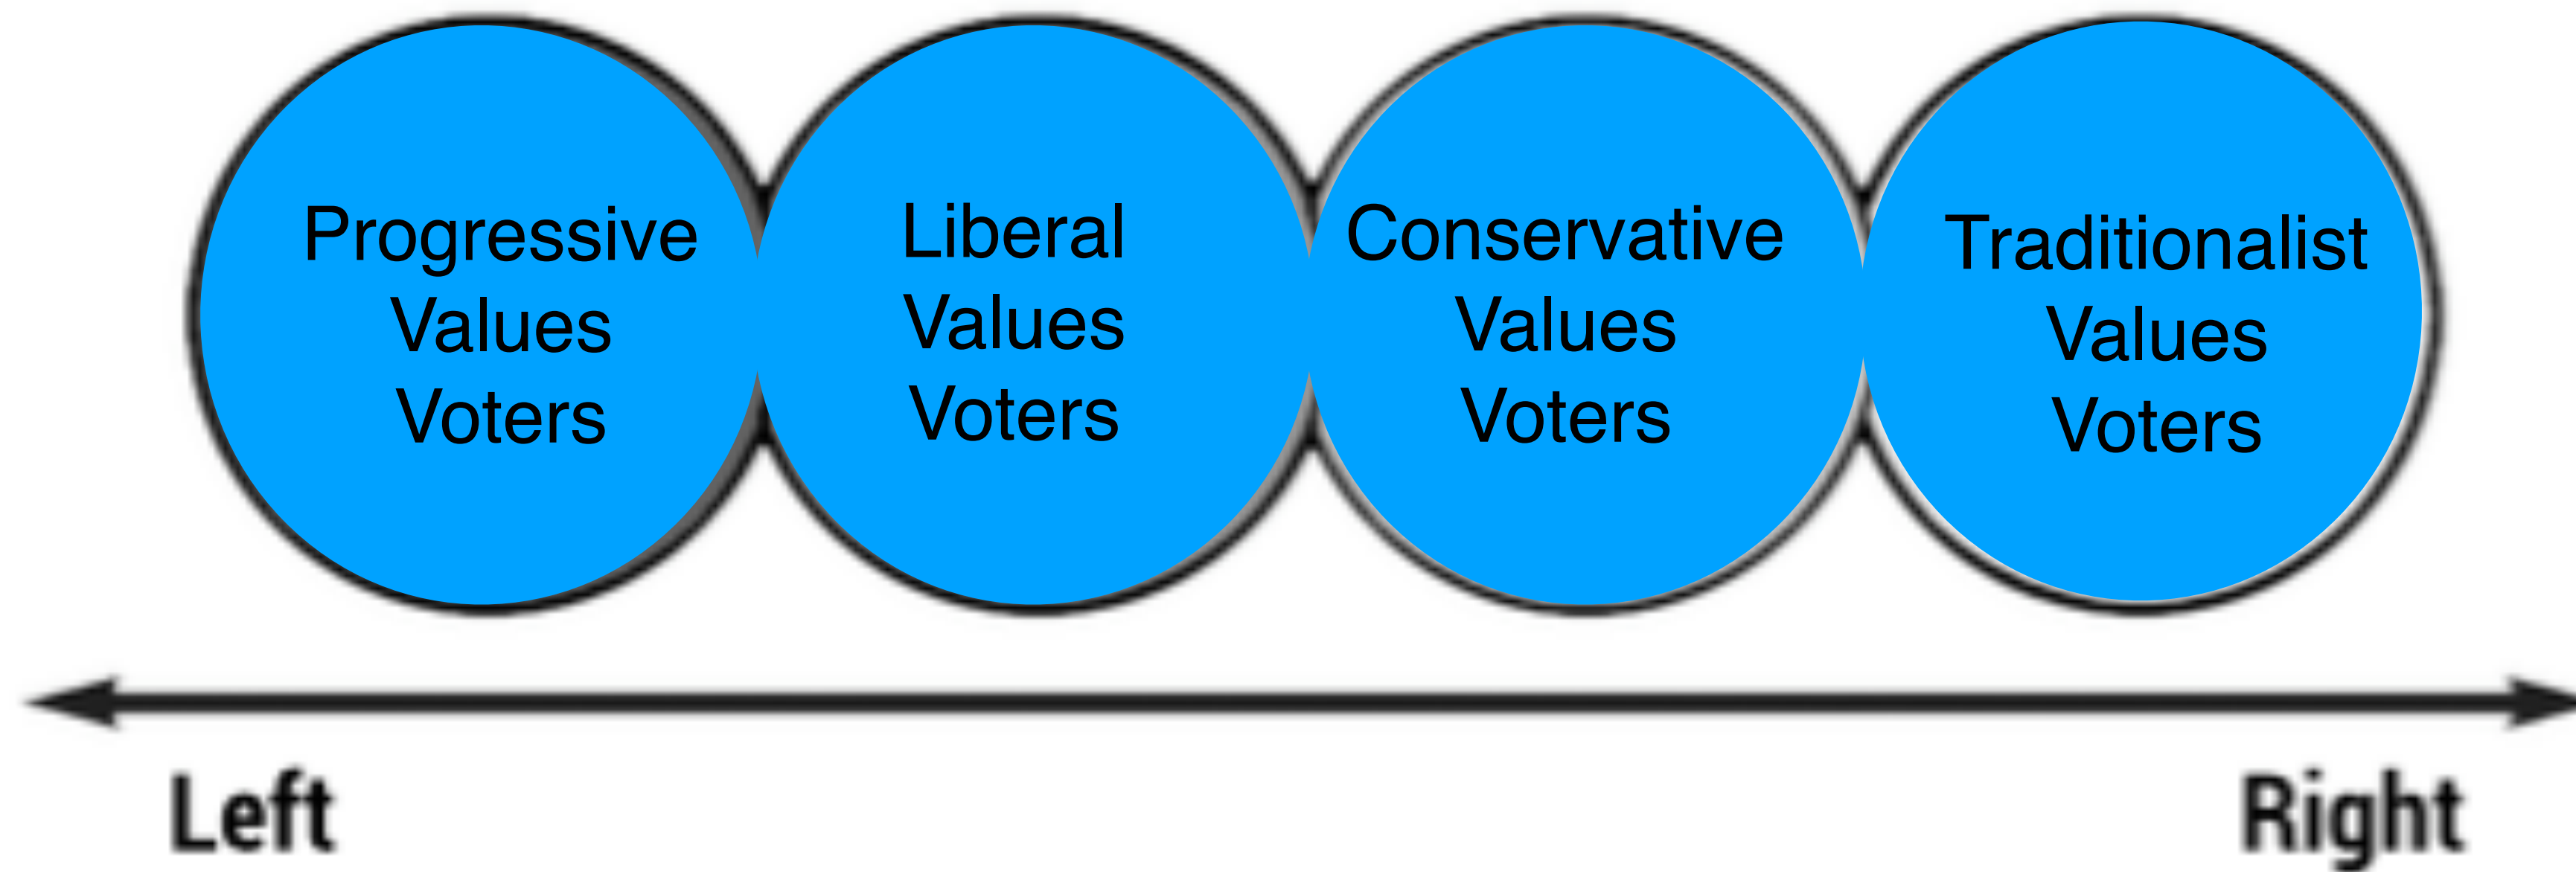 Progressive
Values
Voters
Liberal
Values
Voters
Conservative
Values
Voters
Traditionalist
Values
Voters
Left
Right